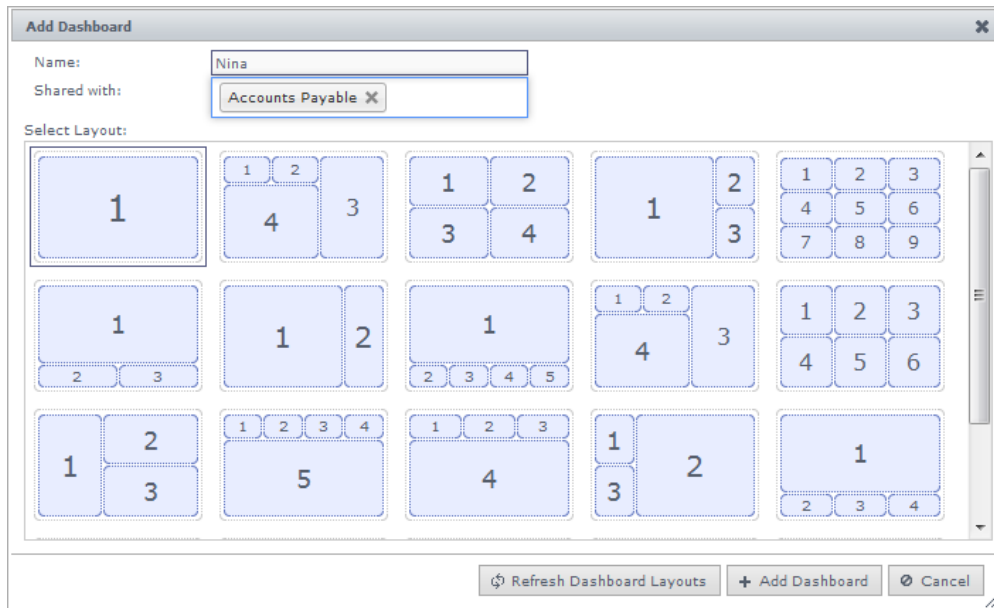 Add Dashboard
Name: Nina
Shared with: Accounts Payable
Select Layout:
1 1 2 3 4 1 2 3 4 1 2 3 1 2 3 4 5 6 7 8 9
1 2 3 1 2 1 2 3 4 5 1 2 3 4 1 2 3 4 5 6
1 2 3 1 2 3 4 5 1 2 3 4 1 2 3 1 2 3 4
Refresh Dashboard Layouts + Add Dashboard Cancel